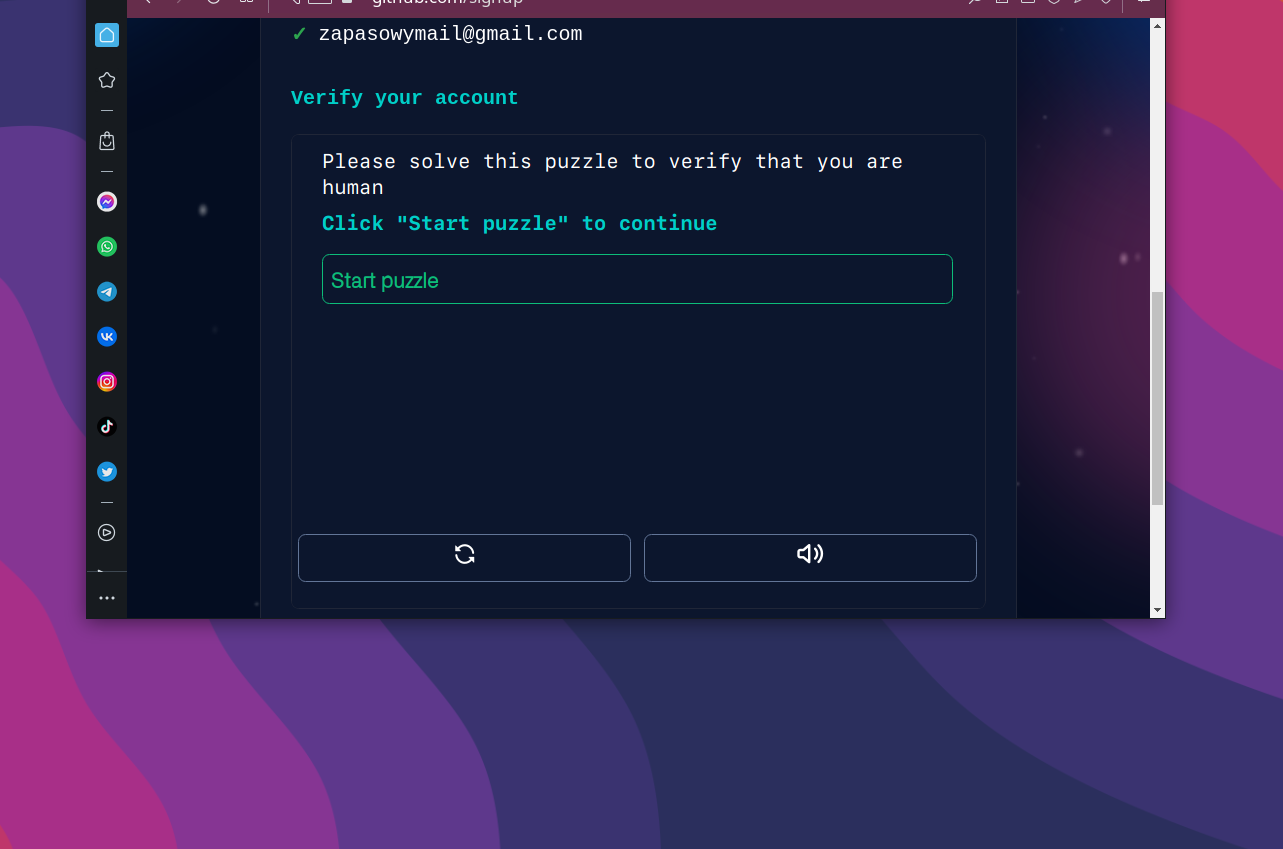 github.com/signup
✓ zapasowymail@gmail.com
Verify your account
Please solve this puzzle to verify that you are
human
Click "Start puzzle" to continue
Start puzzle